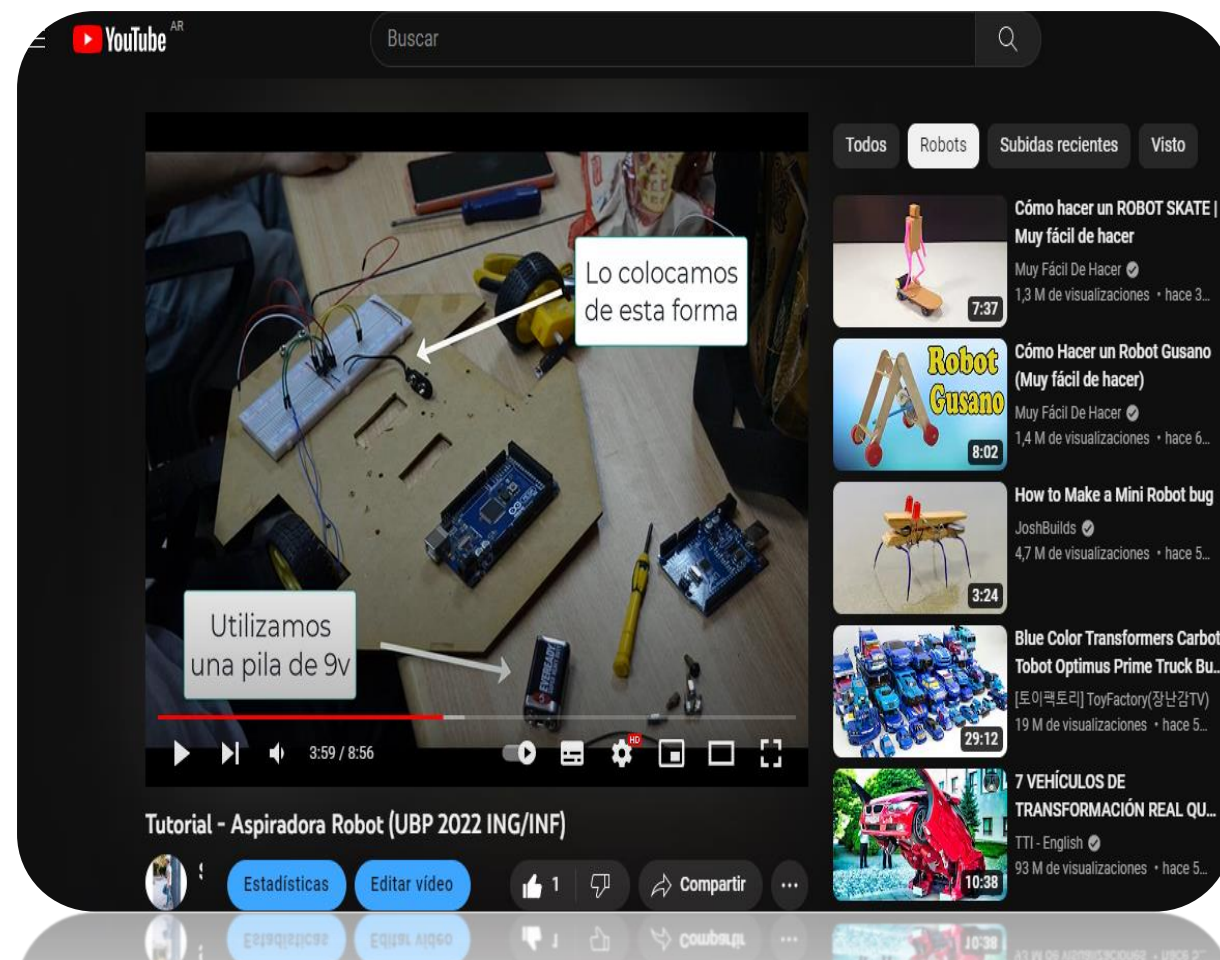 YouTube AR
Buscar
Todos
Robots
Subidas recientes
Visto
Lo colocamos
de esta forma
Utilizamos
una pila de 9v
EVEREADY
3:59 / 8:56
HD
Tutorial - Aspiradora Robot (UBP 2022 ING/INF)
Estadísticas
Editar vídeo
1
Compartir
7:37
Cómo hacer un ROBOT SKATE |
Muy fácil de hacer
Muy Fácil De Hacer
1,3 M de visualizaciones • hace 3...
Robot
Gusano
8:02
Cómo Hacer un Robot Gusano
(Muy fácil de hacer)
Muy Fácil De Hacer
1,4 M de visualizaciones • hace 6...
3:24
How to Make a Mini Robot bug
JoshBuilds
4,7 M de visualizaciones • hace 5...
29:12
Blue Color Transformers Carbot
Tobot Optimus Prime Truck Bu...
[토이팩토리] ToyFactory(장난감TV)
19 M de visualizaciones • hace 5...
10:38
7 VEHÍCULOS DE
TRANSFORMACIÓN REAL QU...
TTI - English
93 M de visualizaciones • hace 5...